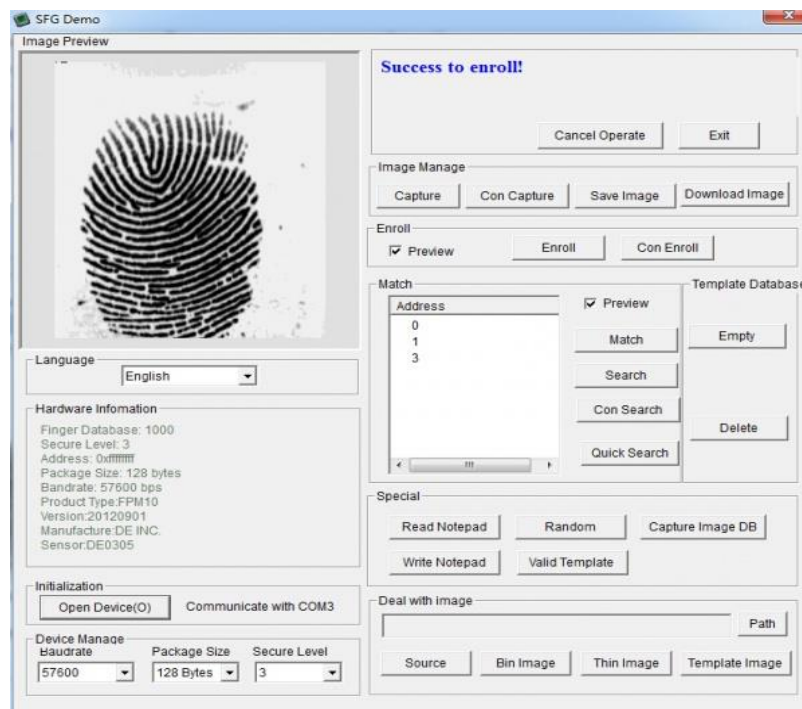 SFG Demo
Image Preview
Success to enroll!
Cancel Operate
Exit
Image Manage
Capture
Con Capture
Save Image
Download Image
Enroll
Preview
Enroll
Con Enroll
Match
Address
0
1
3
Preview
Match
Search
Con Search
Quick Search
Template Database
Empty
Delete
Language
English
Hardware Infomation
Finger Database: 1000
Secure Level: 3
Address: 0xffffffff
Package Size: 128 bytes
Bandrate: 57600 bps
Product Type:FPM10
Version:20120901
Manufacture:DE INC.
Sensor:DE0305
Special
Read Notepad
Random
Capture Image DB
Write Notepad
Valid Template
Initialization
Open Device(O)
Communicate with COM3
Deal with image
Path
Source
Bin Image
Thin Image
Template Image
Device Manage
Baudrate
Package Size
Secure Level
57600
128 Bytes
3